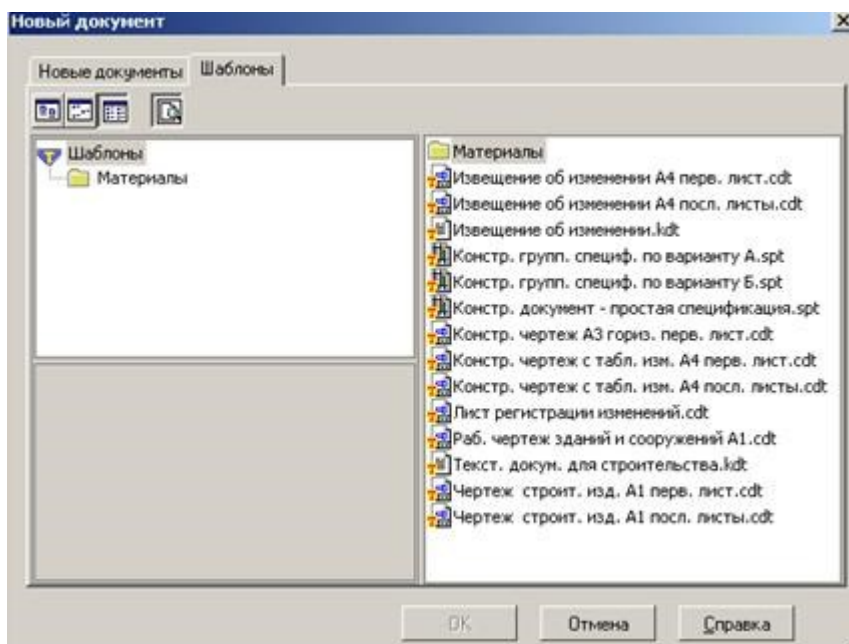 Новый документ
Новые документы
Шаблоны
Шаблоны
Материалы
Материалы
Извещение об изменении А4 перв. лист.cdt
Извещение об изменении А4 посл. листы.cdt
Извещение об изменении.kdt
Констр. групп. специф. по варианту А.spt
Констр. групп. специф. по варианту Б.spt
Констр. документ - простая спецификация.spt
Констр. чертеж А3 гориз. перв. лист.cdt
Констр. чертеж с табл. изм. А4 перв. лист.cdt
Констр. чертеж с табл. изм. А4 посл. листы.cdt
Лист регистрации изменений.cdt
Раб. чертеж зданий и сооружений А1.cdt
Текст. докум. для строительства.kdt
Чертеж строит. изд. А1 перв. лист.cdt
Чертеж строит. изд. А1 посл. листы.cdt
OK
Отмена
Справка